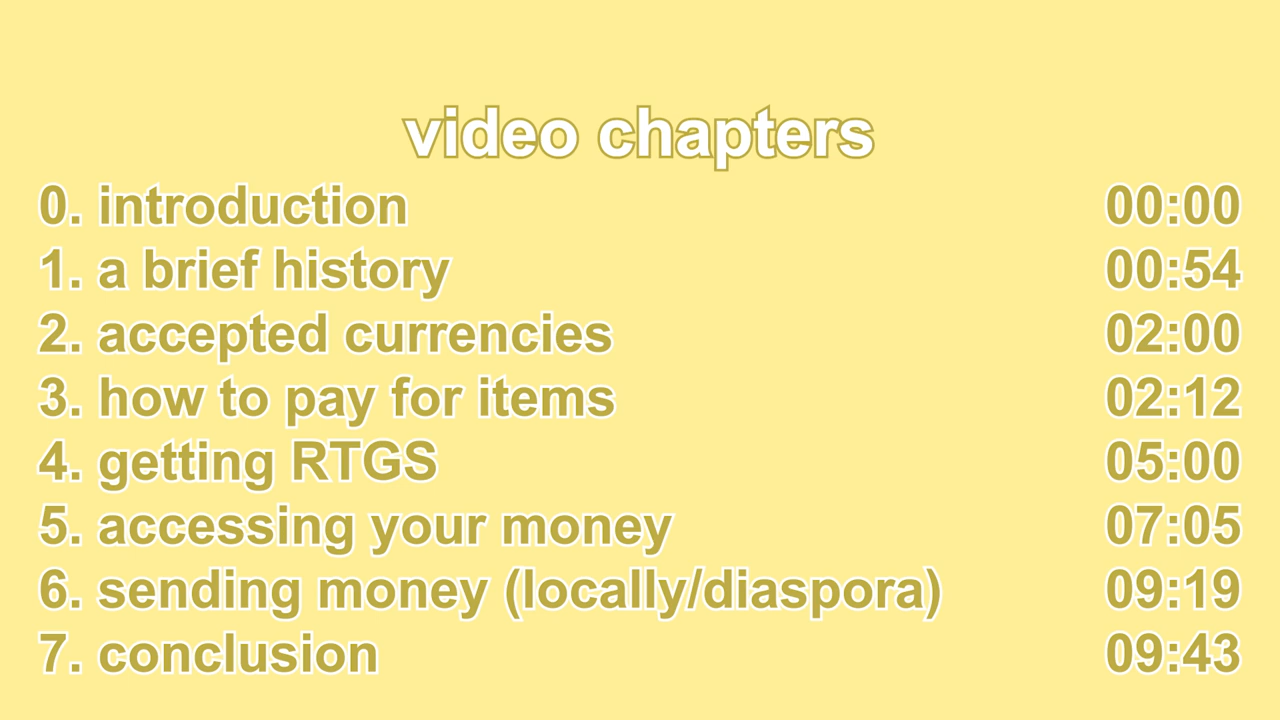 video chapters
0. introduction 00:00
1. a brief history 00:54
2. accepted currencies 02:00
3. how to pay for items 02:12
4. getting RTGS 05:00
5. accessing your money 07:05
6. sending money (locally/diaspora) 09:19
7. conclusion 09:43